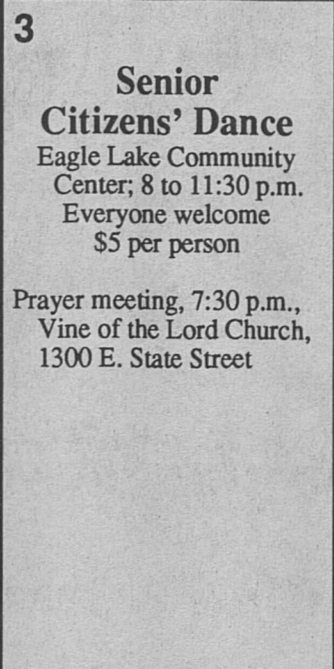 3
Senior
Citizens' Dance
Eagle Lake Community
Center; 8 to 11:30 p.m.
Everyone welcome
$5 per person
Prayer meeting, 7:30 p.m.,
Vine of the Lord Church,
1300 E. State Street